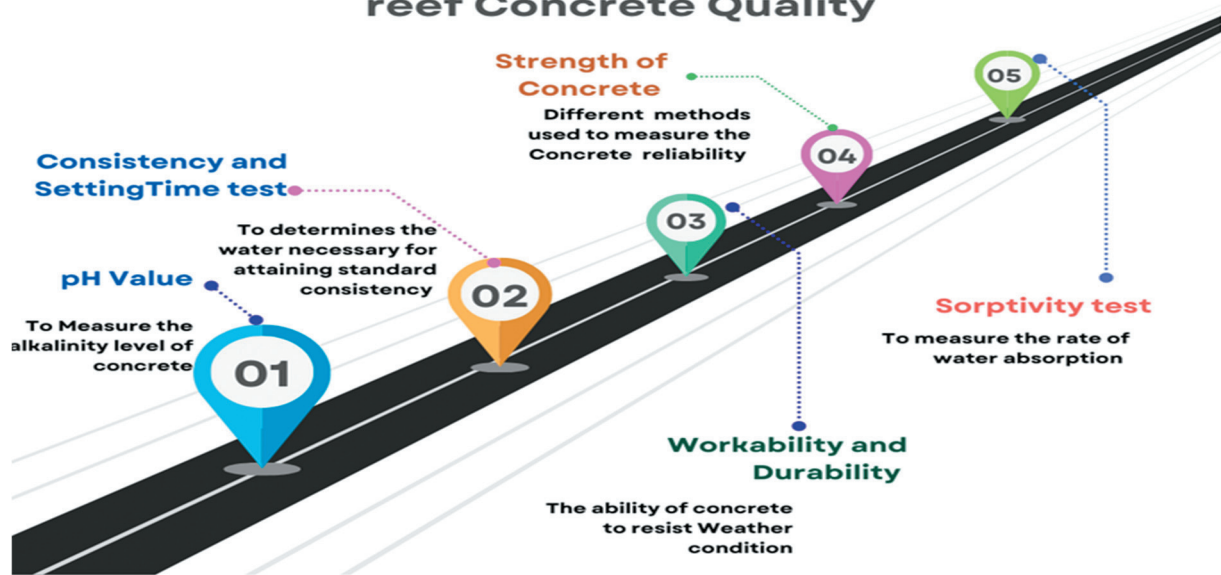 reef Concrete Quality
01
pH Value
To Measure the
alkalinity level of
concrete
02
Consistency and
SettingTime test
To determines the
water necessary for
attaining standard
consistency
03
Workability and
Durability
The ability of concrete
to resist Weather
condition
04
Strength of
Concrete
Different methods
used to measure the
Concrete reliability
05
Sorptivity test
To measure the rate of
water absorption